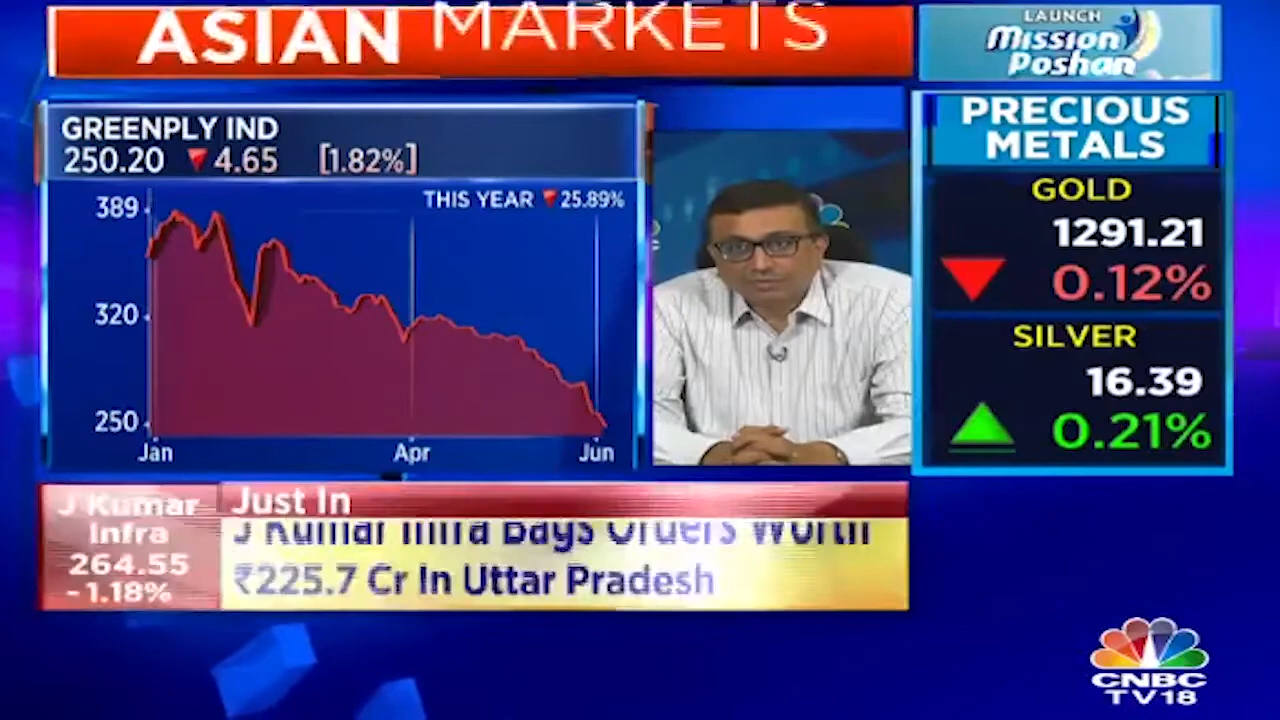 ASIAN MARKETS
LAUNCH
Mission
Poshan
GREENPLY IND
250.20 ▼ 4.65 [1.82%]
THIS YEAR ▼ 25.89%
389
320
250
Jan Apr Jun
PRECIOUS
METALS
GOLD
1291.21
▼ 0.12%
SILVER
16.39
▲ 0.21%
J Kumar
Infra
264.55
-1.18%
Just In
J Kumar Infra Bags Orders Worth
₹225.7 Cr In Uttar Pradesh
CNBC
TV18